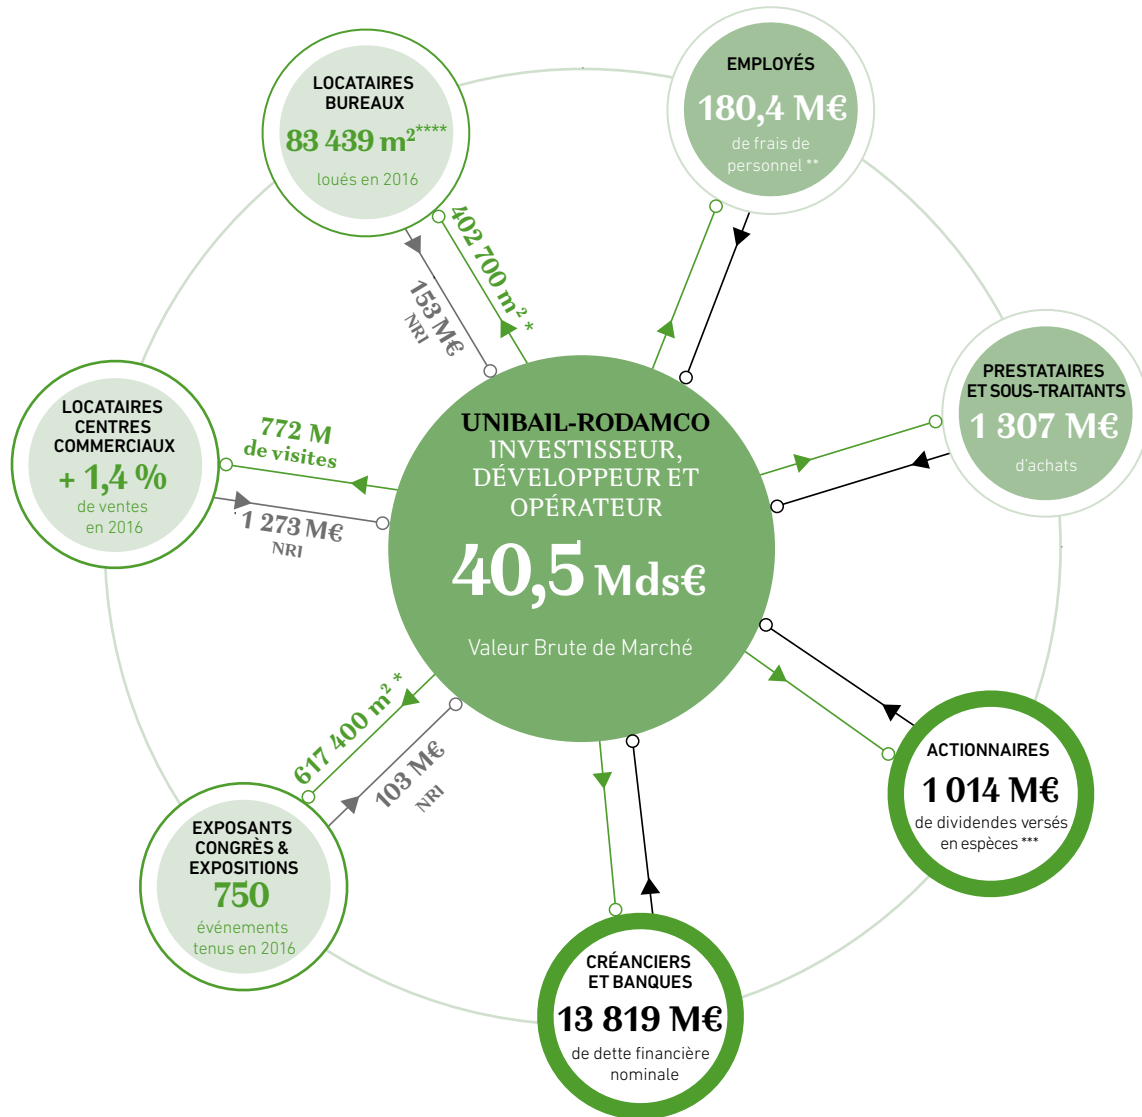 LOCATAIRES
BUREAUX
83 439 m²****
loués en 2016
EMPLOYÉS
180,4 M€
de frais de
personnel **
402 700 m² *
153 M€
NRI
PRESTATAIRES
ET SOUS-TRAITANTS
1 307 M€
d'achats
LOCATAIRES
CENTRES
COMMERCIAUX
+ 1,4 %
de ventes
en 2016
772 M
de visites
1 273 M€
NRI
UNIBAIL-RODAMCO
INVESTISSEUR,
DÉVELOPPEUR ET
OPÉRATEUR
40,5 Mds€
Valeur Brute de Marché
617 400 m² *
103 M€
NRI
ACTIONNAIRES
1 014 M€
de dividendes versés
en espèces ***
EXPOSANTS
CONGRÈS &
EXPOSITIONS
750
événements
tenus en 2016
CRÉANCIERS
ET BANQUES
13 819 M€
de dette financière
nominale